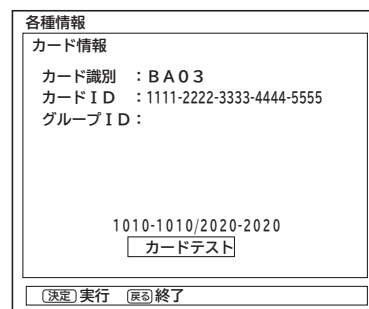 各種情報
カード情報
カード識別　：ＢＡ０３
カードＩＤ　：1111-2222-3333-4444-5555
グループＩＤ：
1010-1010/2020-2020
カードテスト
決定 実行　戻る 終了